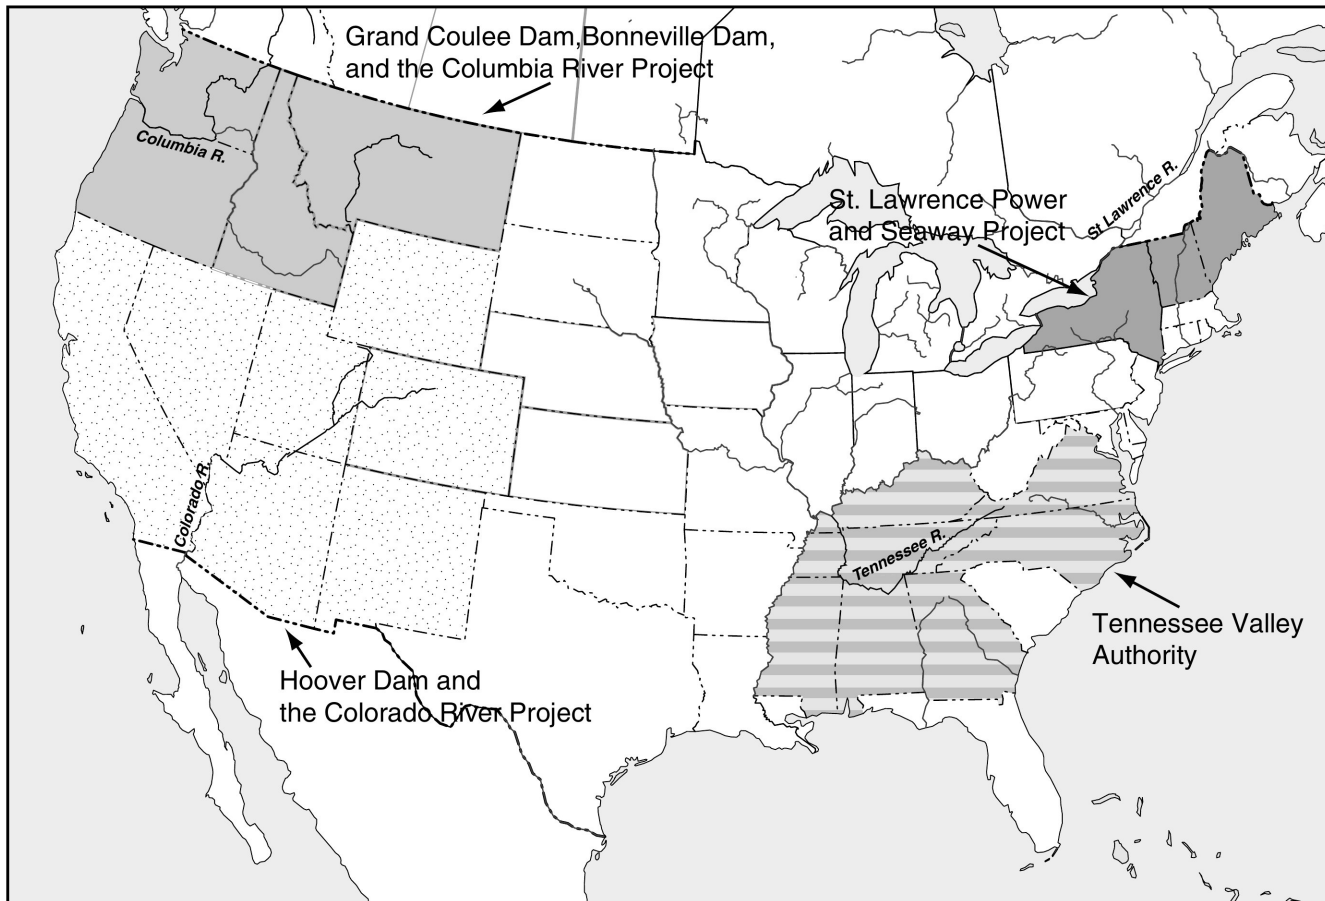 Grand Coulee Dam,Bonneville Dam,
and the Columbia River Project
Columbia R.
St. Lawrence Power
and Seaway Project
St Lawrence R.
Colorado R.
Tennessee R.
Tennessee Valley
Authority
Hoover Dam and
the Colorado River Project